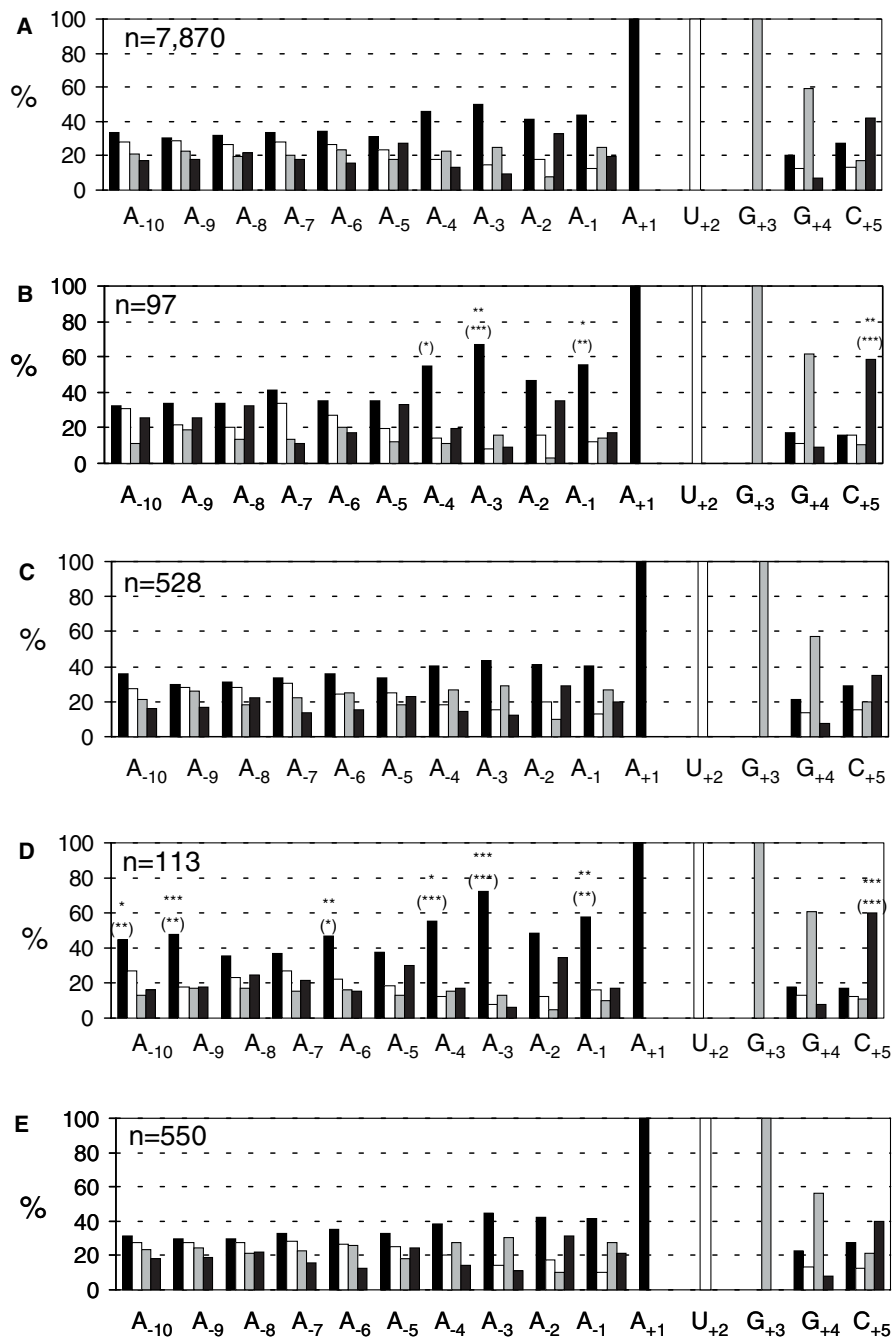 A
n=7,870
100
80
60
%
40
20
0
A-10 A-9 A-8 A-7 A-6 A-5 A-4 A-3 A-2 A-1 A+1 U+2 G+3 G+4 C+5
B
n=97
100
80
60
%
40
20
0
(*) ** (***) * (**) ** (***)
A-10 A-9 A-8 A-7 A-6 A-5 A-4 A-3 A-2 A-1 A+1 U+2 G+3 G+4 C+5
C
n=528
100
80
60
%
40
20
0
A-10 A-9 A-8 A-7 A-6 A-5 A-4 A-3 A-2 A-1 A+1 U+2 G+3 G+4 C+5
D
n=113
100
80
60
%
40
20
0
* (**) *** (**) ** (*) * (***) *** (***) ** (**) *** (***)
A-10 A-9 A-8 A-7 A-6 A-5 A-4 A-3 A-2 A-1 A+1 U+2 G+3 G+4 C+5
E
n=550
100
80
60
%
40
20
0
A-10 A-9 A-8 A-7 A-6 A-5 A-4 A-3 A-2 A-1 A+1 U+2 G+3 G+4 C+5